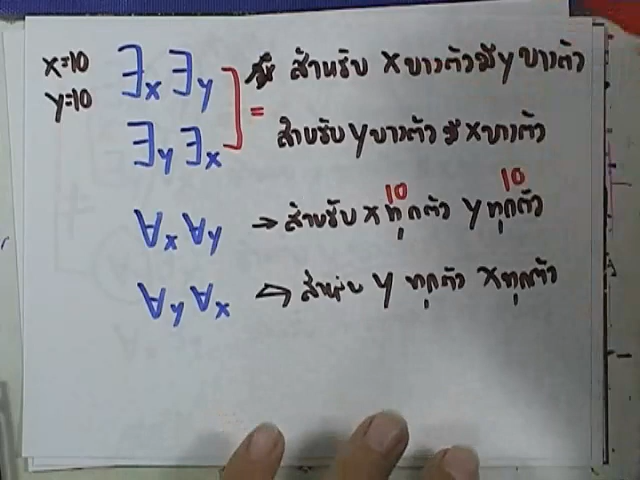 x=10 ∃x ∃y สำหรับ x บางตัวมี y บางตัว
y=10 =
∃y ∃x สำหรับ y บางตัว มี x บางตัว
10 10
∀x ∀y → สำหรับ x ทุกตัว y ทุกตัว
∀y ∀x → สำหรับ y ทุกตัว x ทุกตัว